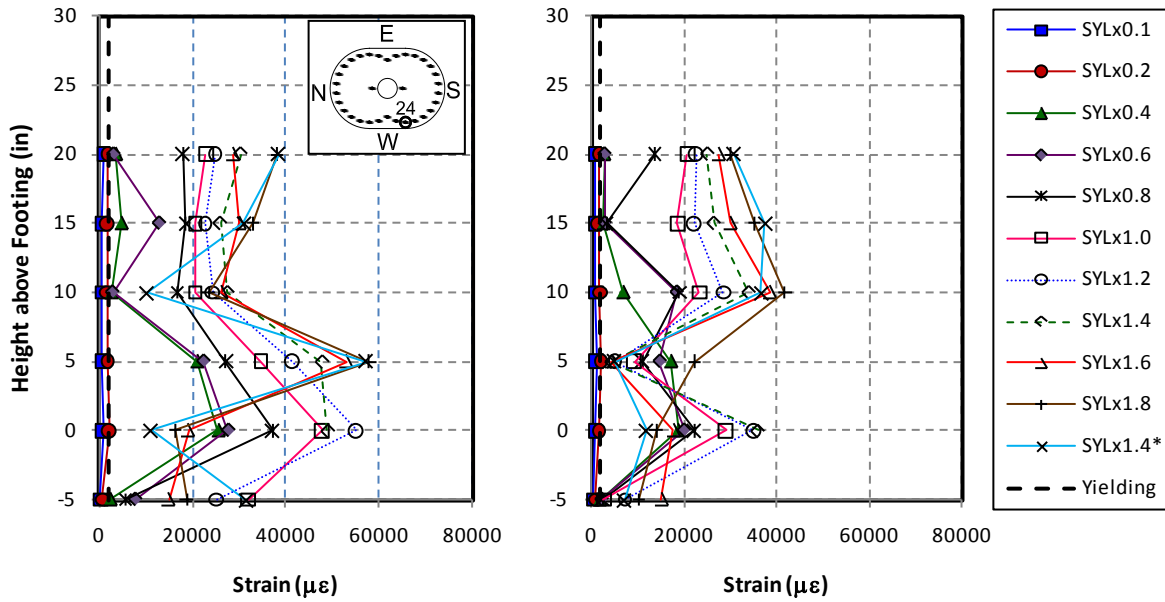 Height above Footing (in)
30
25
20
15
10
5
0
-5
0
20000
40000
60000
80000
Strain (με)
E
N
S
24
W
30
25
20
15
10
5
0
-5
0
20000
40000
60000
80000
Strain (με)
SYLx0.1
SYLx0.2
SYLx0.4
SYLx0.6
SYLx0.8
SYLx1.0
SYLx1.2
SYLx1.4
SYLx1.6
SYLx1.8
SYLx1.4*
Yielding